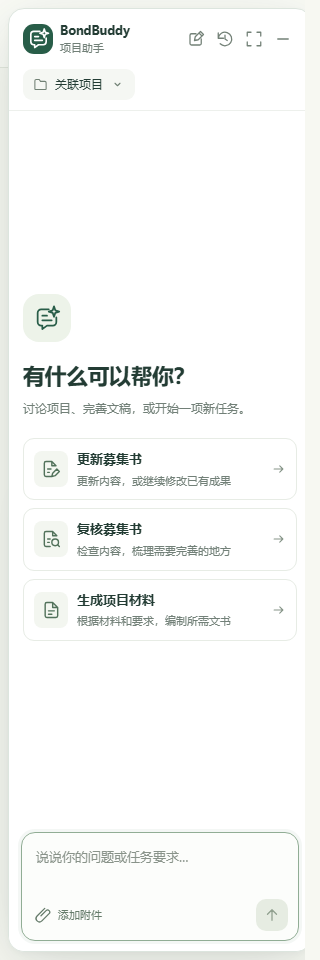 BondBuddy
项目助手
关联项目
有什么可以帮你？
讨论项目、完善文稿，或开始一项新任务。
更新募集书
更新内容，或继续修改已有成果
复核募集书
检查内容，梳理需要完善的地方
生成项目材料
根据材料和要求，编制所需文书
说说你的问题或任务要求...
添加附件